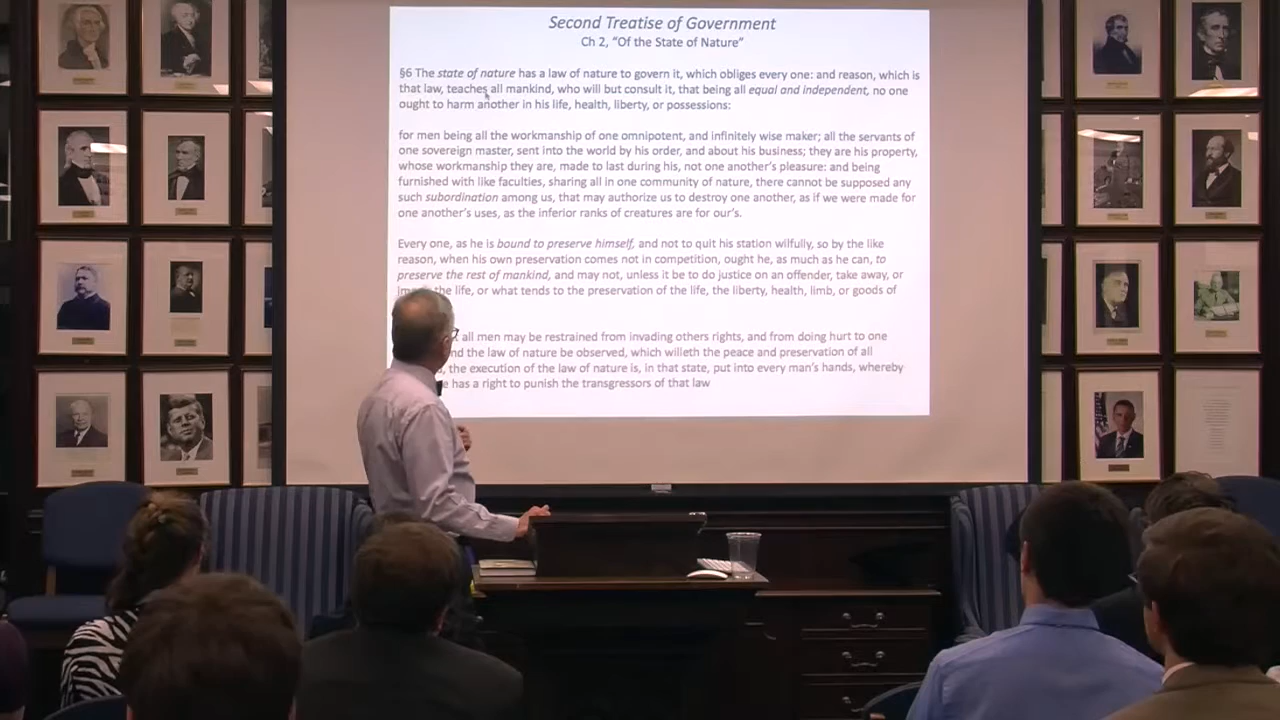 Second Treatise of Government
Ch 2, “Of the State of Nature”
§6 The state of nature has a law of nature to govern it, which obliges every one: and reason, which is
that law, teaches all mankind, who will but consult it, that being all equal and independent, no one
ought to harm another in his life, health, liberty, or possessions:
for men being all the workmanship of one omnipotent, and infinitely wise maker; all the servants of
one sovereign master, sent into the world by his order, and about his business; they are his property,
whose workmanship they are, made to last during his, not one another's pleasure: and being
furnished with like faculties, sharing all in one community of nature, there cannot be supposed any
such subordination among us, that may authorize us to destroy one another, as if we were made for
one another's uses, as the inferior ranks of creatures are for our's.
Every one, as he is bound to preserve himself, and not to quit his station wilfully, so by the like
reason, when his own preservation comes not in competition, ought he, as much as he can, to
preserve the rest of mankind, and may not, unless it be to do justice on an offender, take away, or
the life, or what tends to the preservation of the life, the liberty, health, limb, or goods of
all men may be restrained from invading others rights, and from doing hurt to one
the law of nature be observed, which willeth the peace and preservation of all
the execution of the law of nature is, in that state, put into every man's hands, whereby
has a right to punish the transgressors of that law